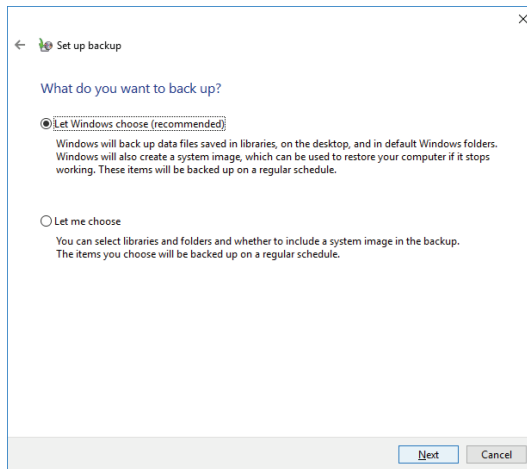 Set up backup
What do you want to back up?
Let Windows choose (recommended)
Windows will back up data files saved in libraries, on the desktop, and in default Windows folders.
Windows will also create a system image, which can be used to restore your computer if it stops
working. These items will be backed up on a regular schedule.
Let me choose
You can select libraries and folders and whether to include a system image in the backup.
The items you choose will be backed up on a regular schedule.
Next Cancel